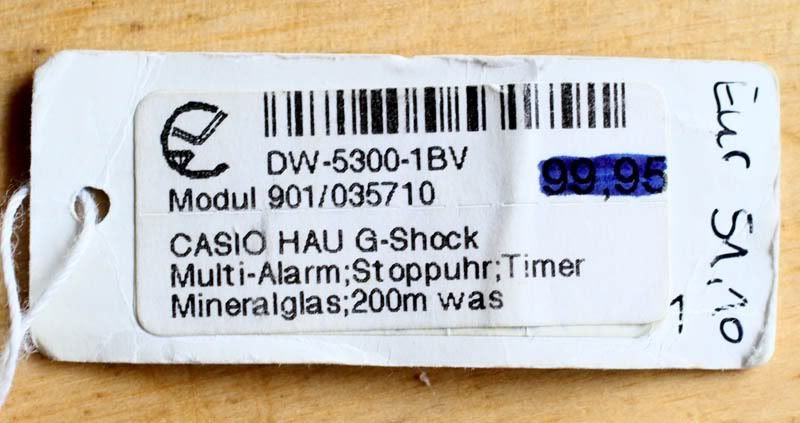 DW-5300-1BV
99,95
Modul 901/035710
CASIO HAU G-Shock
Multi-Alarm;Stoppuhr;Timer
Mineralglas;200m was
1
Eur 51,10